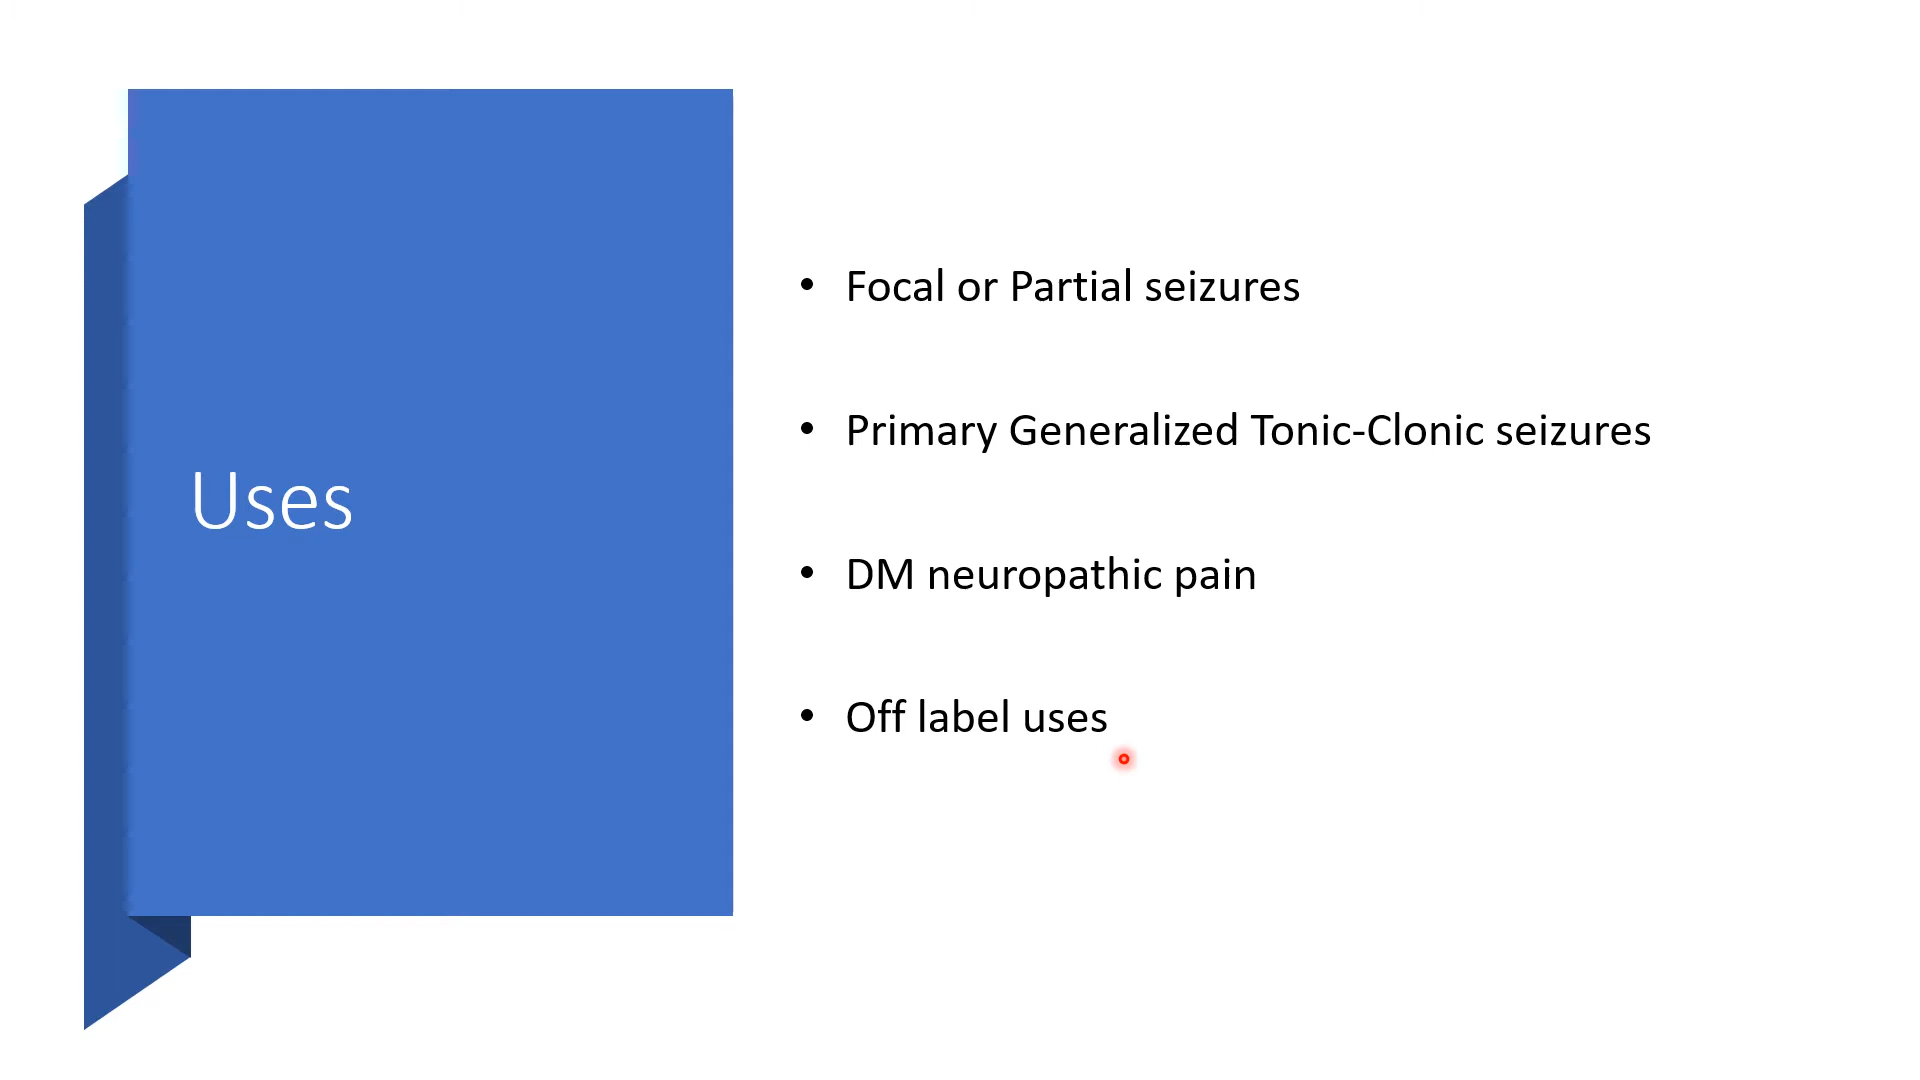 Uses
• Focal or Partial seizures
• Primary Generalized Tonic-Clonic seizures
• DM neuropathic pain
• Off label uses